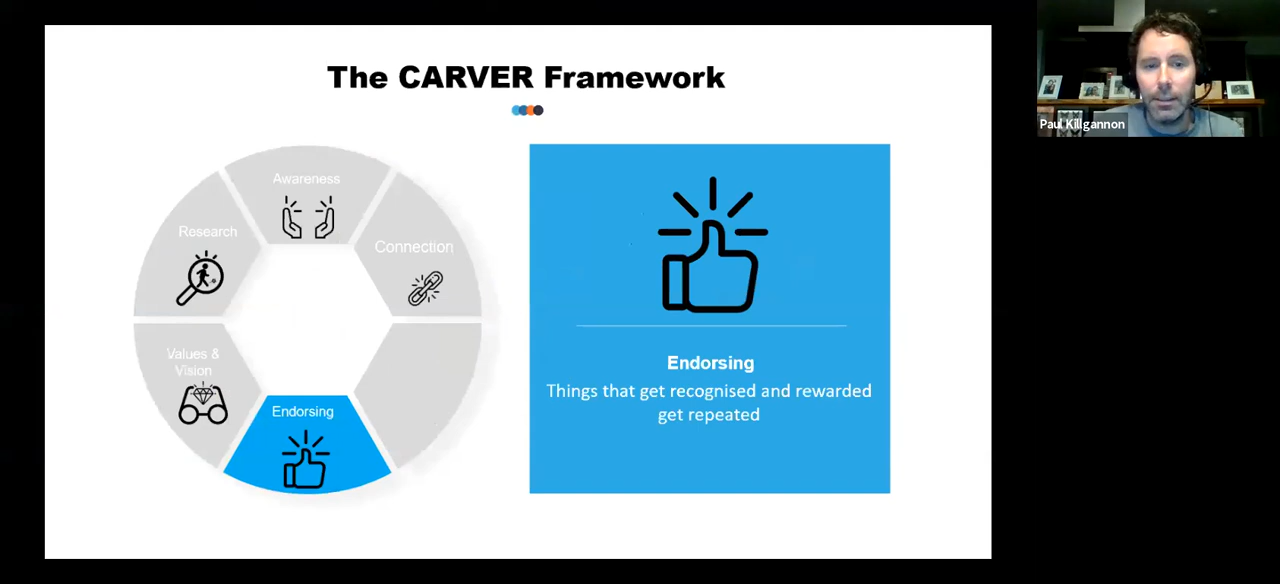 The CARVER Framework
Awareness
Research
Connection
Values &
Vision
Endorsing
Endorsing
Things that get recognised and rewarded
get repeated
Paul Killgannon